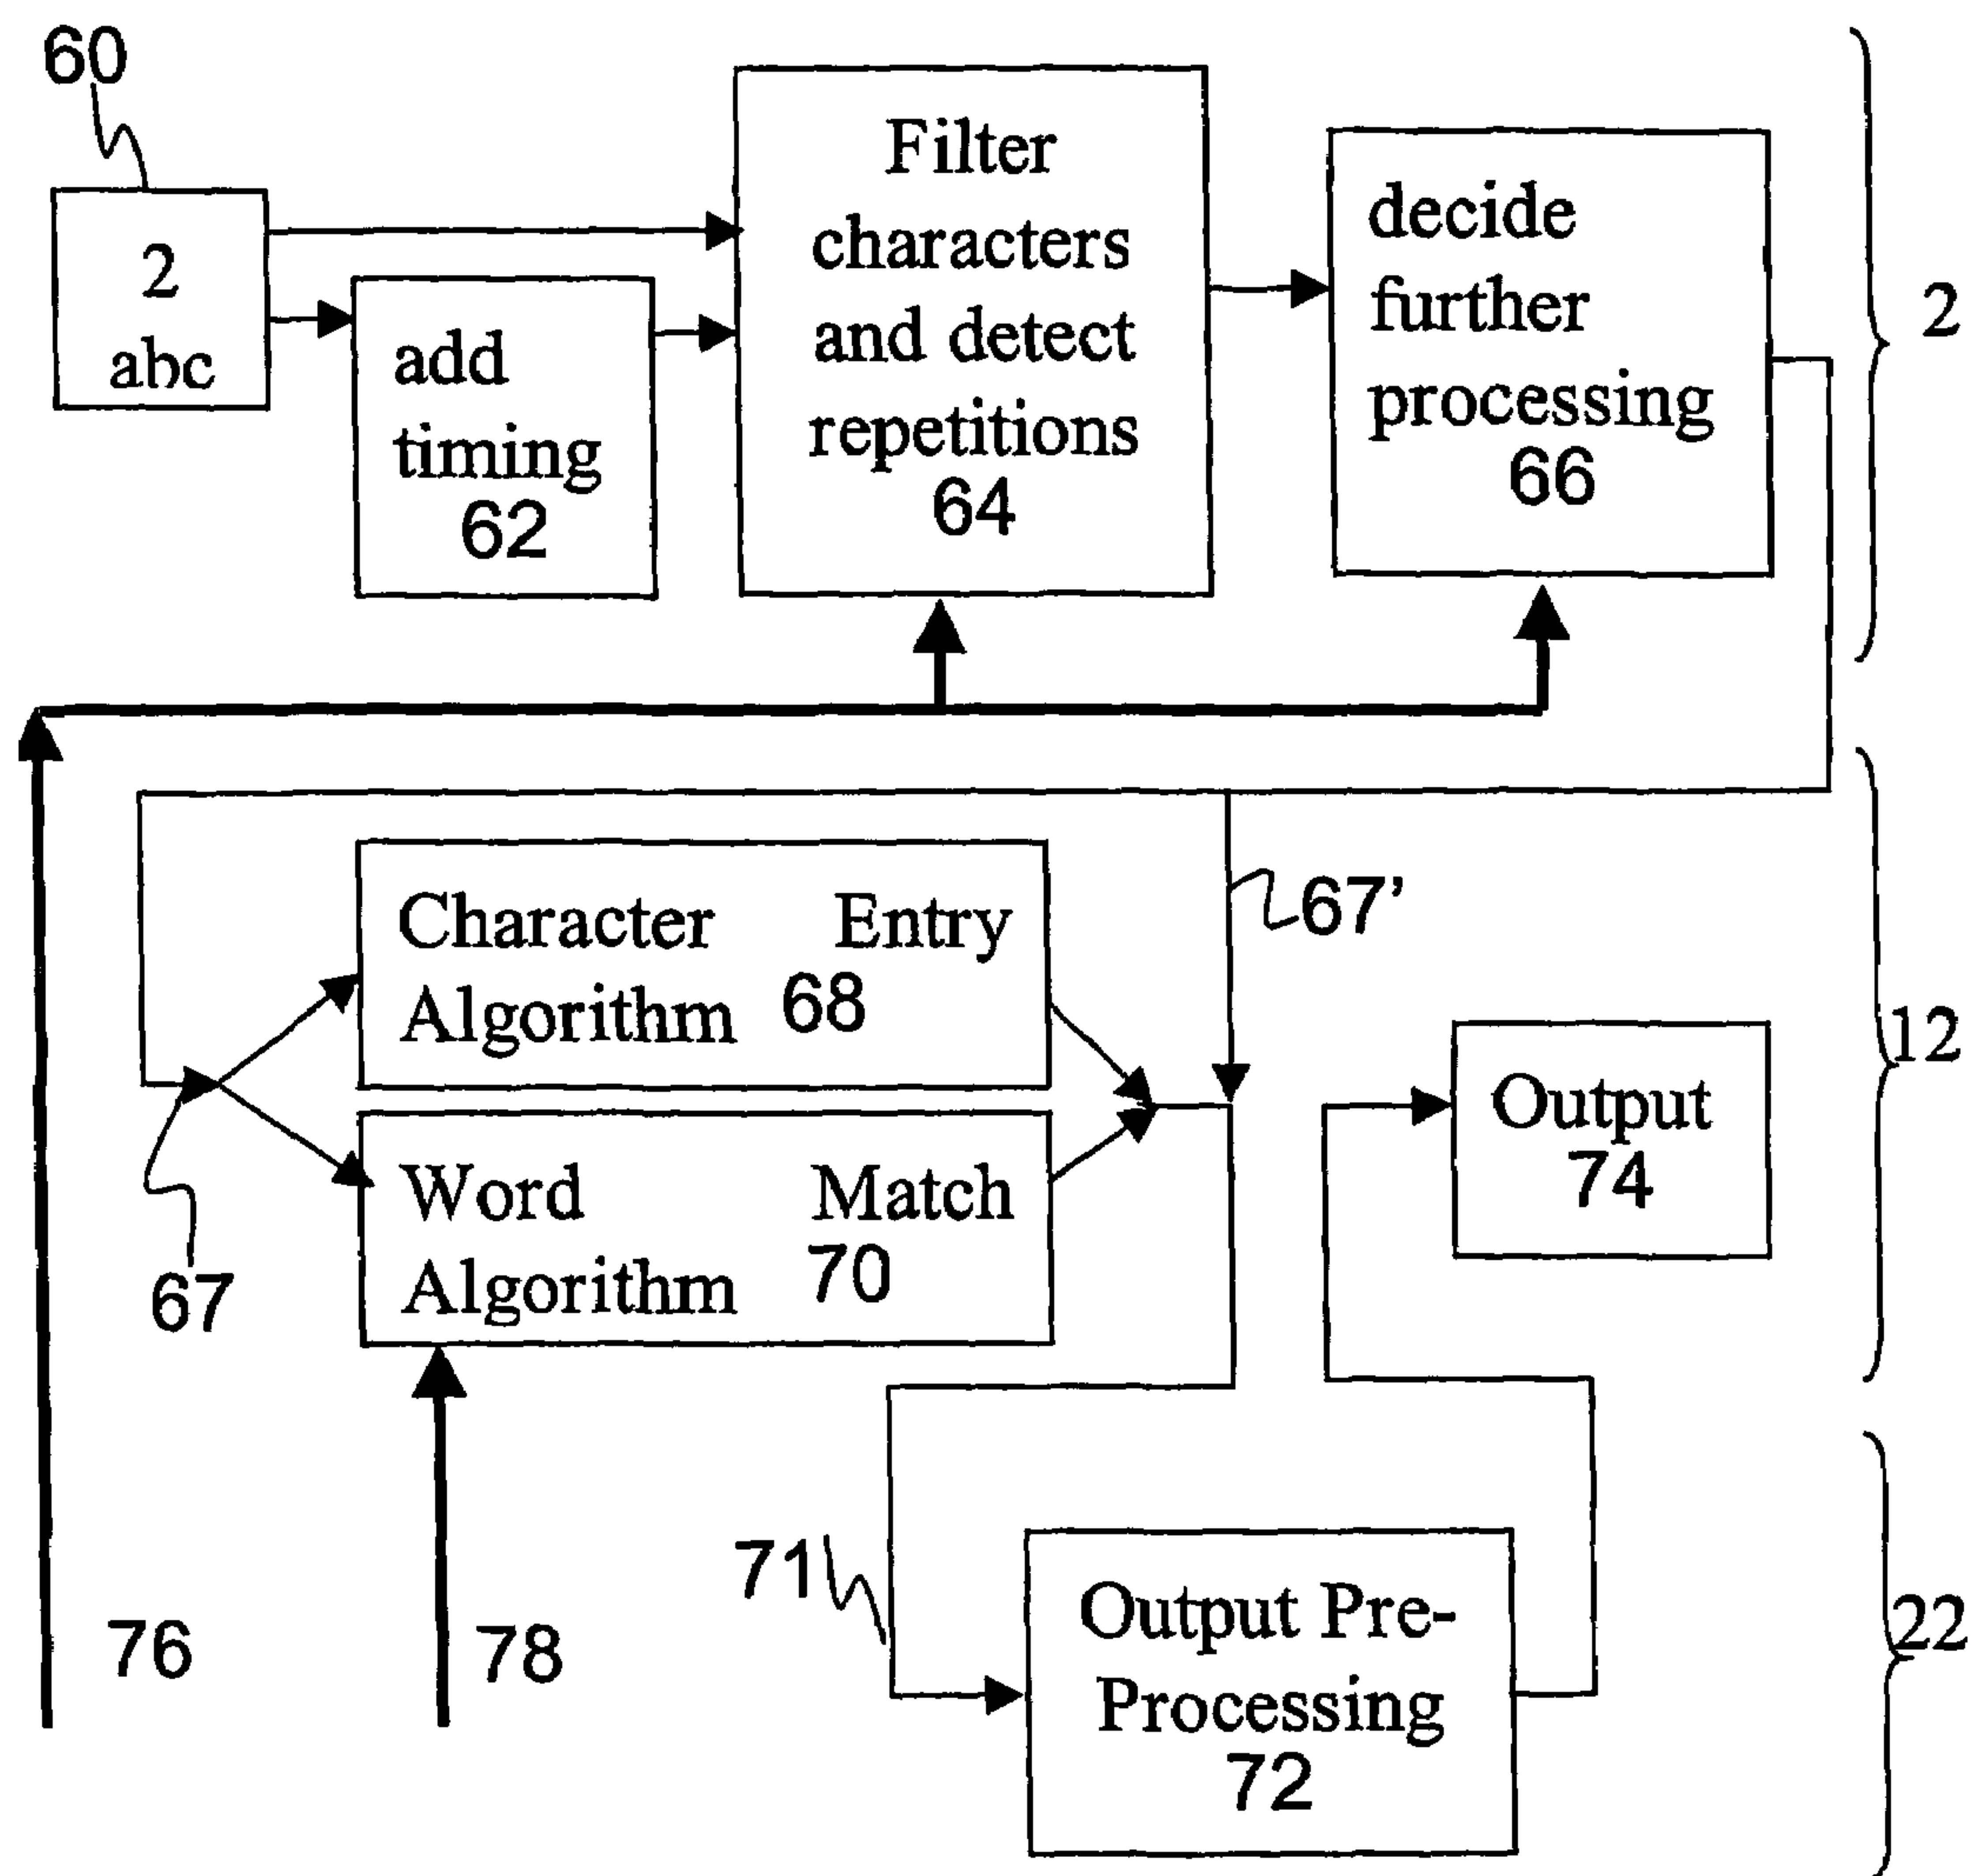 60
2
abc
add
timing
62
Filter
characters
and detect
repetitions
64
decide
further
processing
66
2
Character Entry
Algorithm 68
67’
67
Word Match
Algorithm 70
Output
74
12
71
Output Pre-
Processing
72
22
76
78